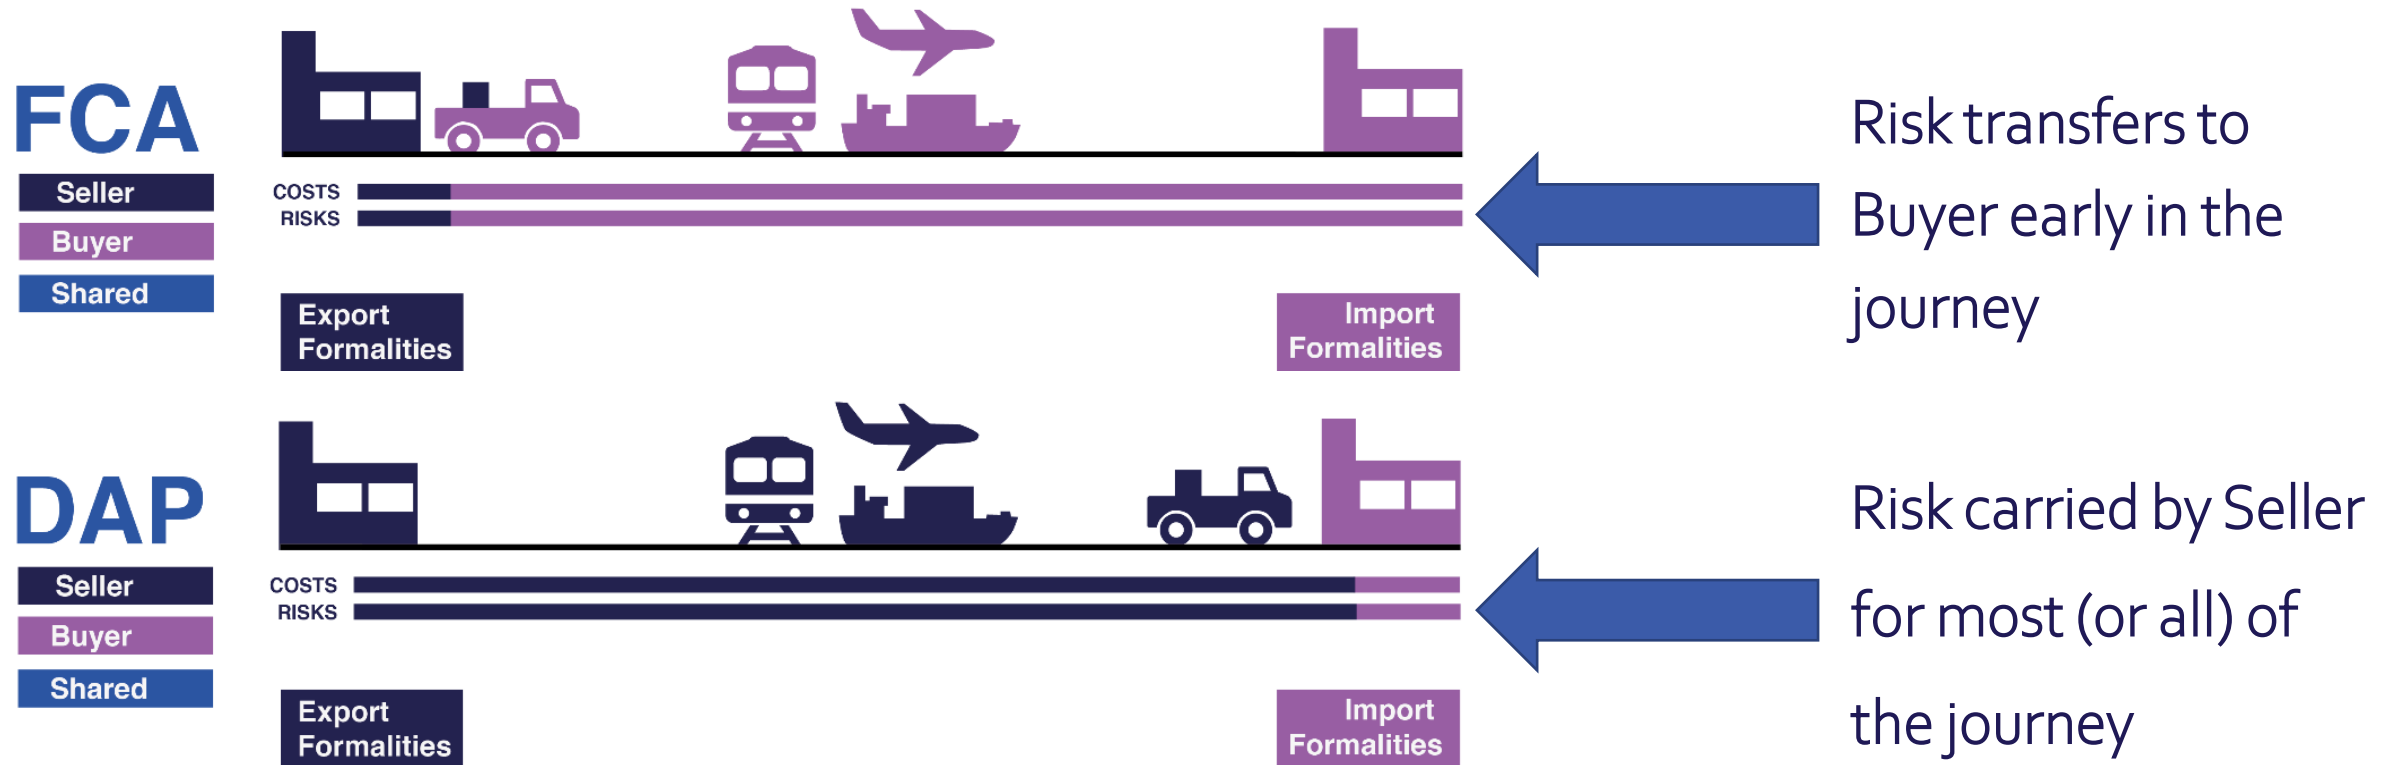 FCA
Seller
Buyer
Shared
COSTS
RISKS
Export
Formalities
Import
Formalities
Risk transfers to
Buyer early in the
journey
DAP
Seller
Buyer
Shared
COSTS
RISKS
Export
Formalities
Import
Formalities
Risk carried by Seller
for most (or all) of
the journey